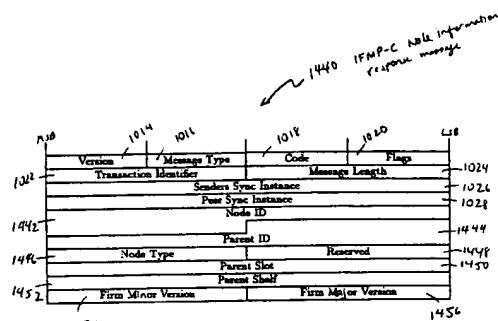 1440 IFMP-C Node information
response message
MSB 1014 1016 1018 1020 LSB
Version Message Type Code Flags
1022 Transaction Identifier Message Length 1024
Senders Sync Instance 1026
Peer Sync Instance 1028
1442 Node ID
Parent ID 1444
1446 Node Type Reserved 1448
Parent Slot 1450
1452 Parent Shelf
Firm Minor Version Firm Major Version
1456